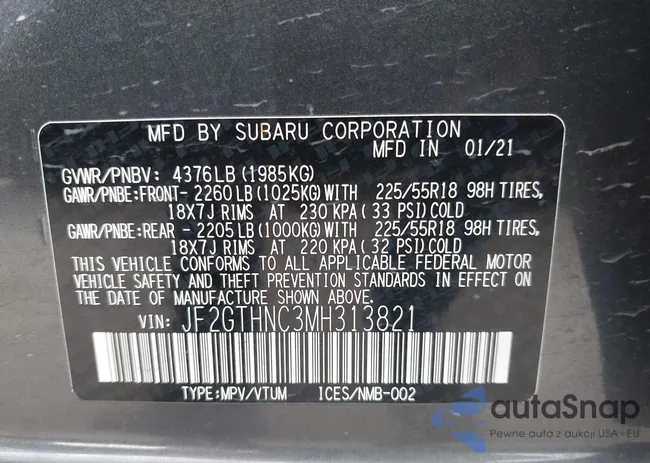 MFD BY SUBARU CORPORATION
MFD IN 01/21
GVWR/PNBV: 4376LB (1985KG)
GAWR/PNBE:FRONT- 2260LB (1025KG) WITH 225/55R18 98H TIRES,
18X7J RIMS AT 230 KPA (33 PSI) COLD
GAWR/PNBE:REAR - 2205LB (1000KG) WITH 225/55R18 98H TIRES,
18X7J RIMS AT 220 KPA (32 PSI) COLD
THIS VEHICLE CONFORMS TO ALL APPLICABLE FEDERAL MOTOR
VEHICLE SAFETY AND THEFT PREVENTION STANDARDS IN EFFECT ON
THE DATE OF MANUFACTURE SHOWN ABOVE.
VIN: JF2GTHNC3MH313821
TYPE:MPV/VTUM ICES/NMB-002
autaSnap
Pewne auta z aukcji USA+EU